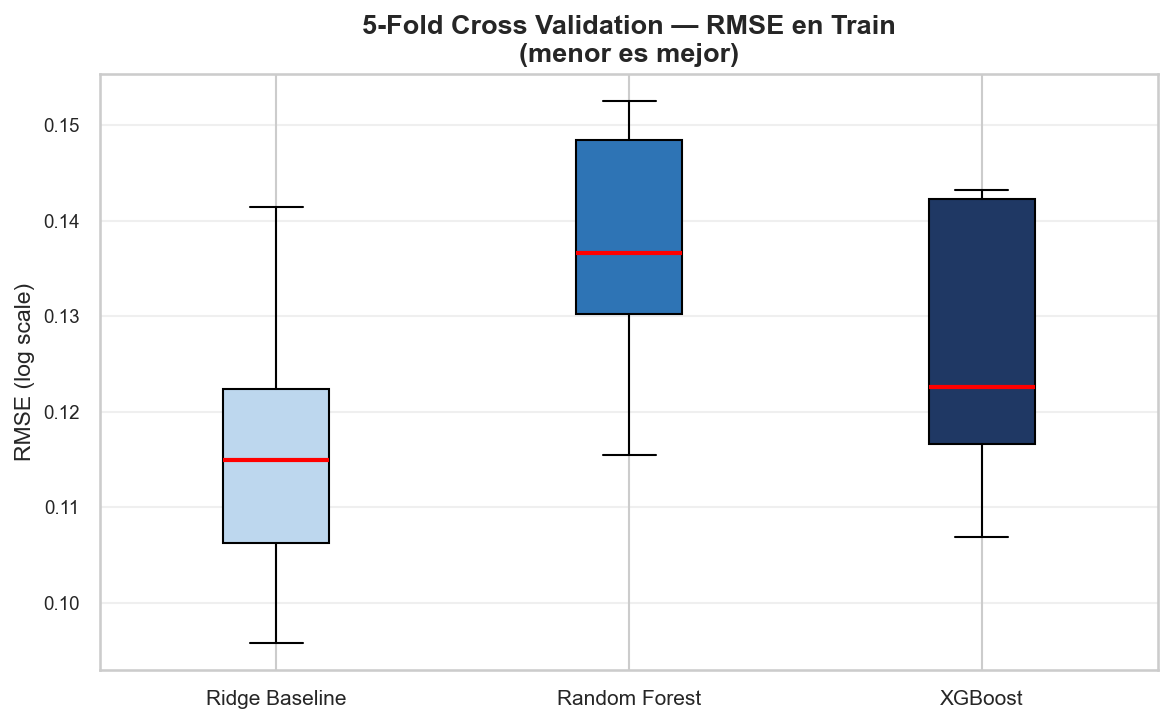 5-Fold Cross Validation — RMSE en Train
(menor es mejor)
RMSE (log scale)
0.15
0.14
0.13
0.12
0.11
0.10
Ridge Baseline
Random Forest
XGBoost